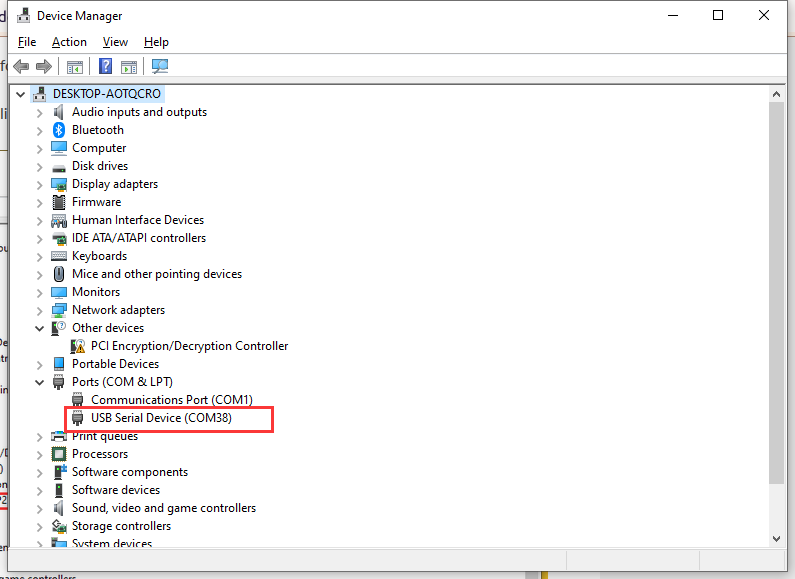 Device Manager
File Action View Help
DESKTOP-AOTQCRO
Audio inputs and outputs
Bluetooth
Computer
Disk drives
Display adapters
Firmware
Human Interface Devices
IDE ATA/ATAPI controllers
Keyboards
Mice and other pointing devices
Monitors
Network adapters
Other devices
PCI Encryption/Decryption Controller
Portable Devices
Ports (COM & LPT)
Communications Port (COM1)
USB Serial Device (COM38)
Print queues
Processors
Software components
Software devices
Sound, video and game controllers
Storage controllers
System devices